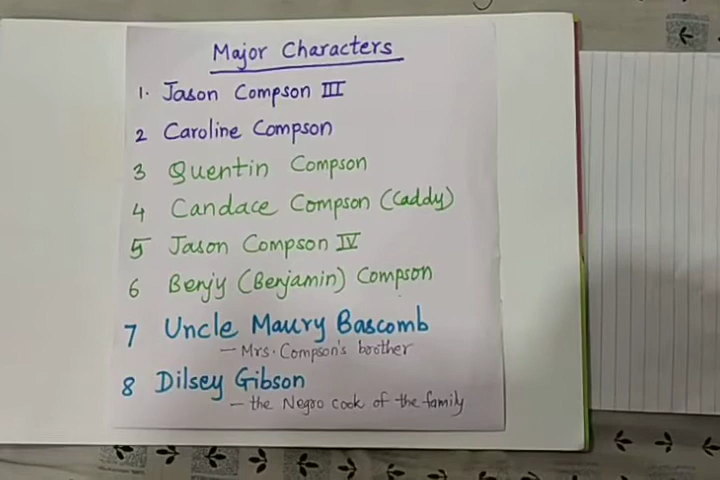 Major Characters
1. Jason Compson III
2 Caroline Compson
3 Quentin Compson
4 Candace Compson (Caddy)
5 Jason Compson IV
6 Benjy (Benjamin) Compson
7 Uncle Maury Bascomb
— Mrs. Compson's brother
8 Dilsey Gibson
— the Negro cook of the family